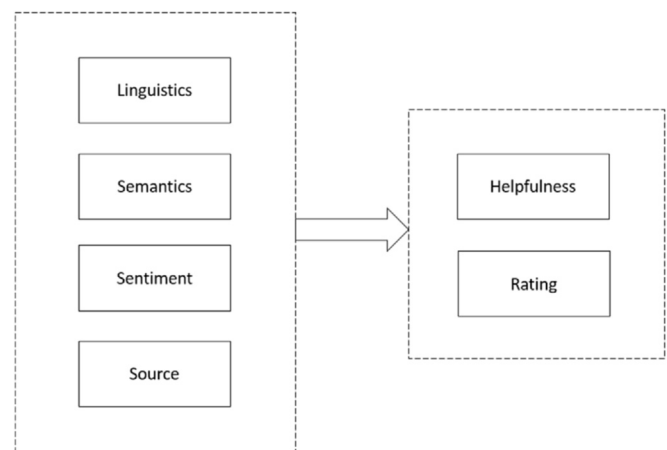 Linguistics
Semantics
Sentiment
Source
Helpfulness
Rating